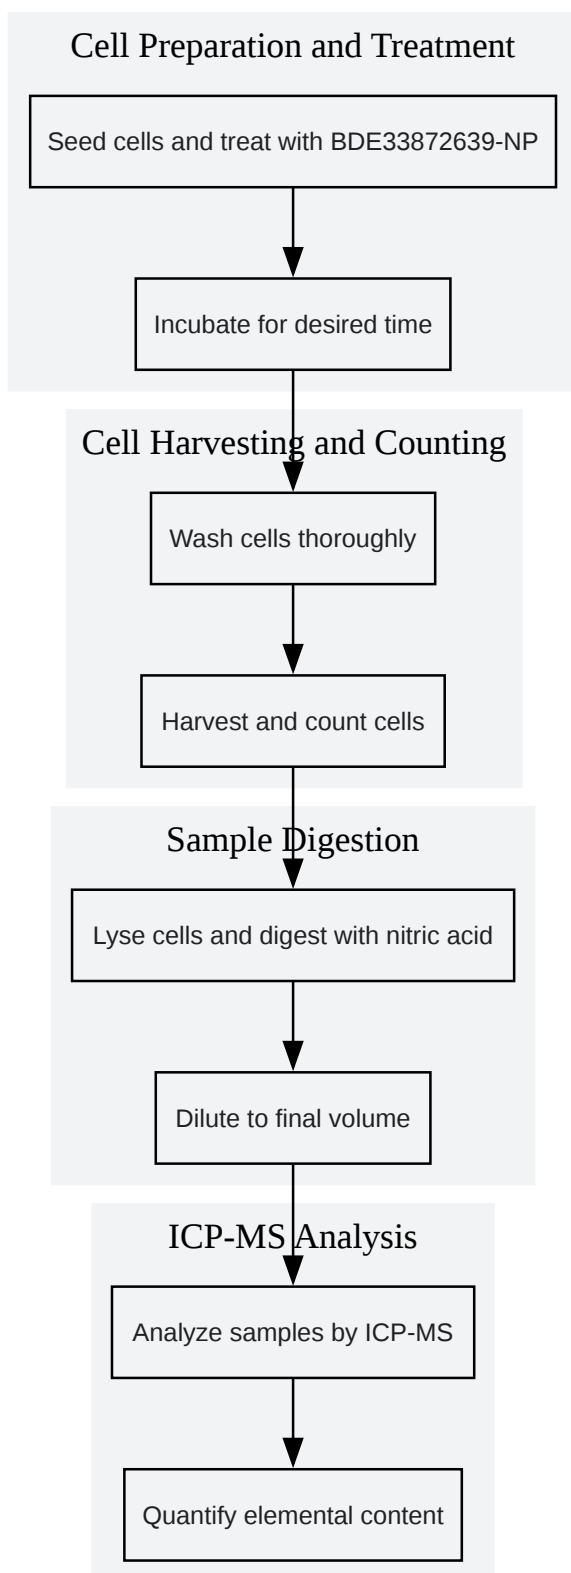 Cell Preparation and Treatment
Seed cells and treat with BDE33872639-NP
Incubate for desired time
Cell Harvesting and Counting
Wash cells thoroughly
Harvest and count cells
Sample Digestion
Lyse cells and digest with nitric acid
Dilute to final volume
ICP-MS Analysis
Analyze samples by ICP-MS
Quantify elemental content